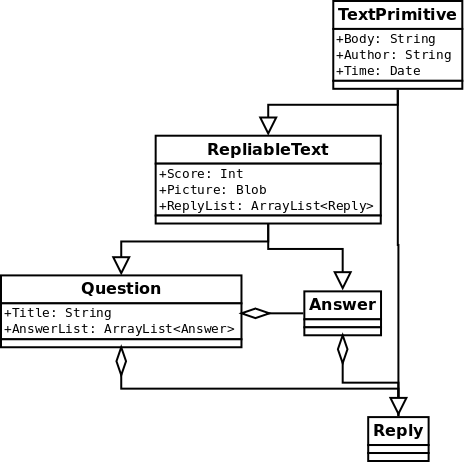 TextPrimitive
+Body: String
+Author: String
+Time: Date
RepliableText
+Score: Int
+Picture: Blob
+ReplyList: ArrayList<Reply>
Question
+Title: String
+AnswerList: ArrayList<Answer>
Answer
Reply